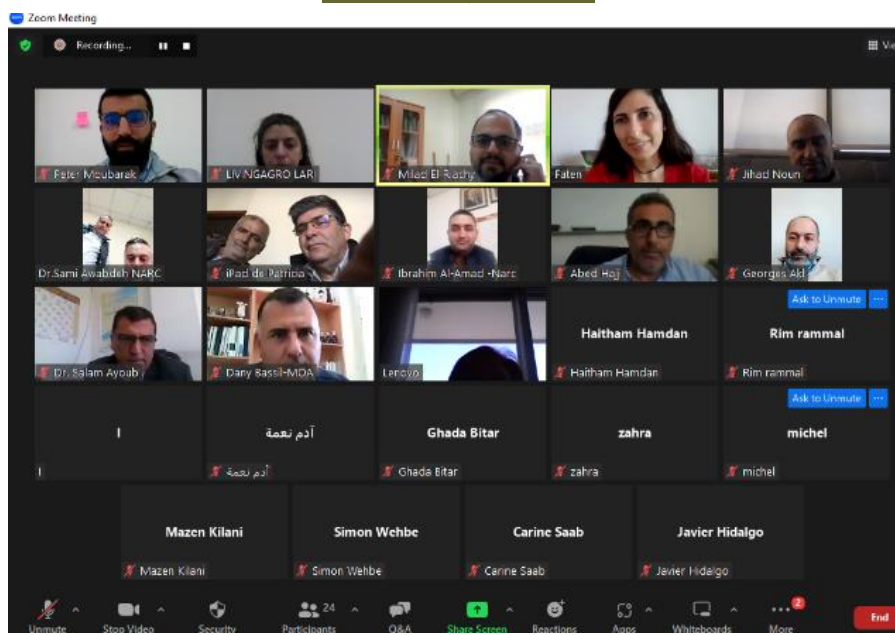 Zoom Meeting
Recording...
Vie
Peter Moubarak
LIVINGAGRO LARI
Milad El Riachy
Faten
Jihad Noun
Dr.Sami Awabdeh NARC
iPad de Patricia
Ibrahim Al-Amad -Narc
Abed Hajj
Georges Akl
Dr. Salam Ayoub
Dany Bassil-MOA
Lenovo
Haitham Hamdan
Haitham Hamdan
Ask to Unmute
...
Rim rammal
Rim rammal
I
I
آدم نعمة
آدم نعمة
Ghada Bitar
Ghada Bitar
zahra
zahra
Ask to Unmute
...
michel
michel
Mazen Kilani
Mazen Kilani
Simon Wehbe
Simon Wehbe
Carine Saab
Carine Saab
Javier Hidalgo
Javier Hidalgo
Unmute
Stop Video
Security
24
Participants
Q&A
Share Screen
Reactions
Apps
Whiteboards
2
More
End